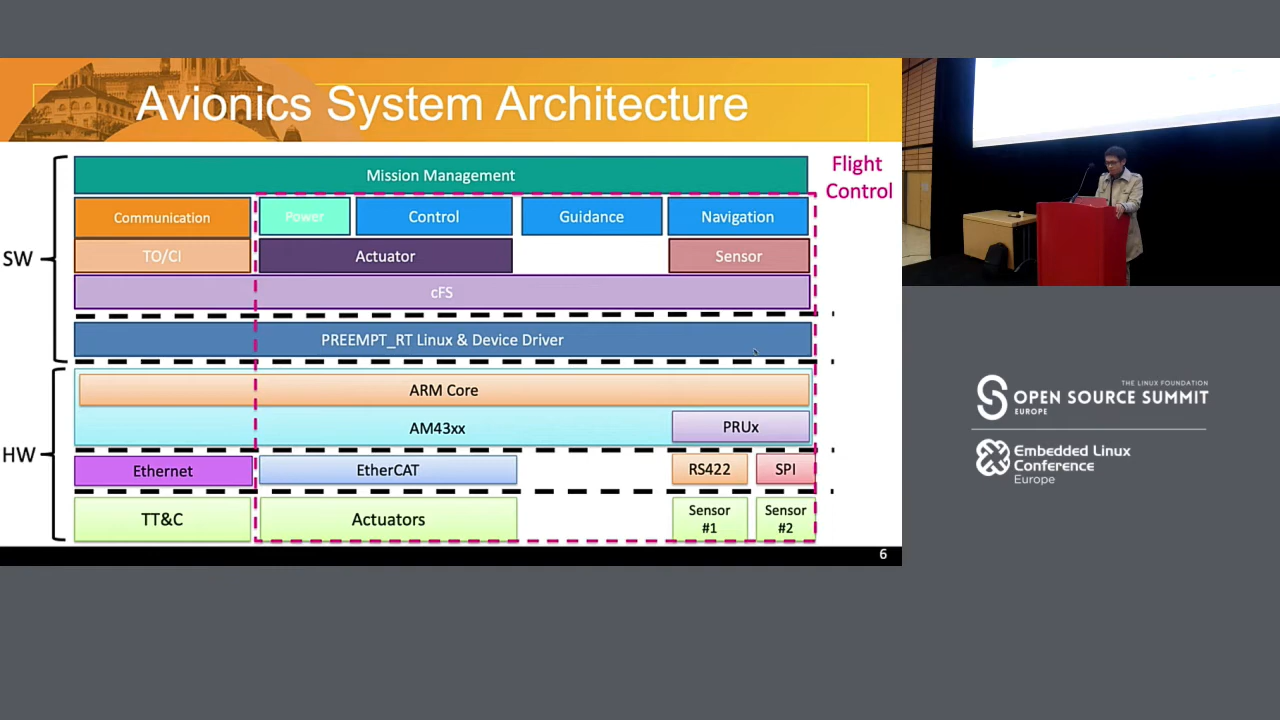 Avionics System Architecture
Flight
Control
SW
Mission Management
Communication
Power
Control
Guidance
Navigation
TO/CI
Actuator
Sensor
cFS
PREEMPT_RT Linux & Device Driver
HW
ARM Core
AM43xx
PRUx
Ethernet
EtherCAT
RS422
SPI
TT&C
Actuators
Sensor
#1
Sensor
#2
6
THE LINUX FOUNDATION
OPEN SOURCE SUMMIT
EUROPE
Embedded Linux
Conference
Europe